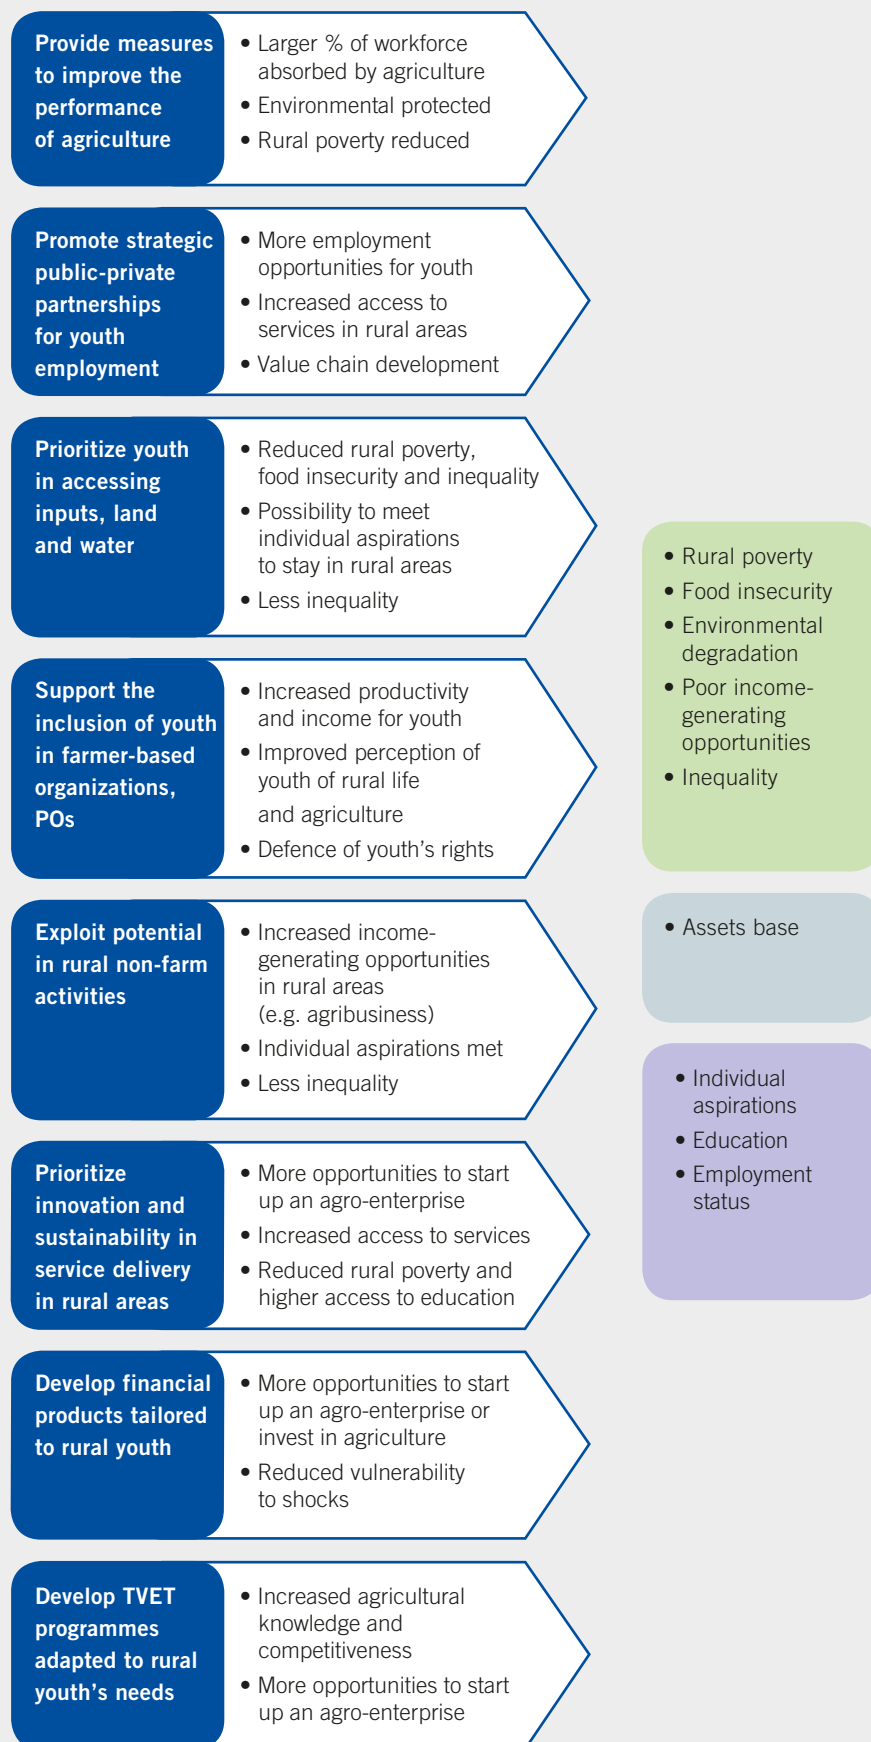 Provide measures
to improve the
performance
of agriculture
• Larger % of workforce
absorbed by agriculture
• Environmental protected
• Rural poverty reduced
Promote strategic
public-private
partnerships
for youth
employment
• More employment
opportunities for youth
• Increased access to
services in rural areas
• Value chain development
Prioritize youth
in accessing
inputs, land
and water
• Reduced rural poverty,
food insecurity and inequality
• Possibility to meet
individual aspirations
to stay in rural areas
• Less inequality
Support the
inclusion of youth
in farmer-based
organizations,
POs
• Increased productivity
and income for youth
• Improved perception of
youth of rural life
and agriculture
• Defence of youth’s rights
Exploit potential
in rural non-farm
activities
• Increased income-
generating opportunities
in rural areas
(e.g. agribusiness)
• Individual aspirations met
• Less inequality
Prioritize
innovation and
sustainability in
service delivery
in rural areas
• More opportunities to start
up an agro-enterprise
• Increased access to services
• Reduced rural poverty and
higher access to education
Develop financial
products tailored
to rural youth
• More opportunities to start
up an agro-enterprise or
invest in agriculture
• Reduced vulnerability
to shocks
Develop TVET
programmes
adapted to rural
youth’s needs
• Increased agricultural
knowledge and
competitiveness
• More opportunities to start
up an agro-enterprise
• Rural poverty
• Food insecurity
• Environmental
degradation
• Poor income-
generating
opportunities
• Inequality
• Assets base
• Individual
aspirations
• Education
• Employment
status